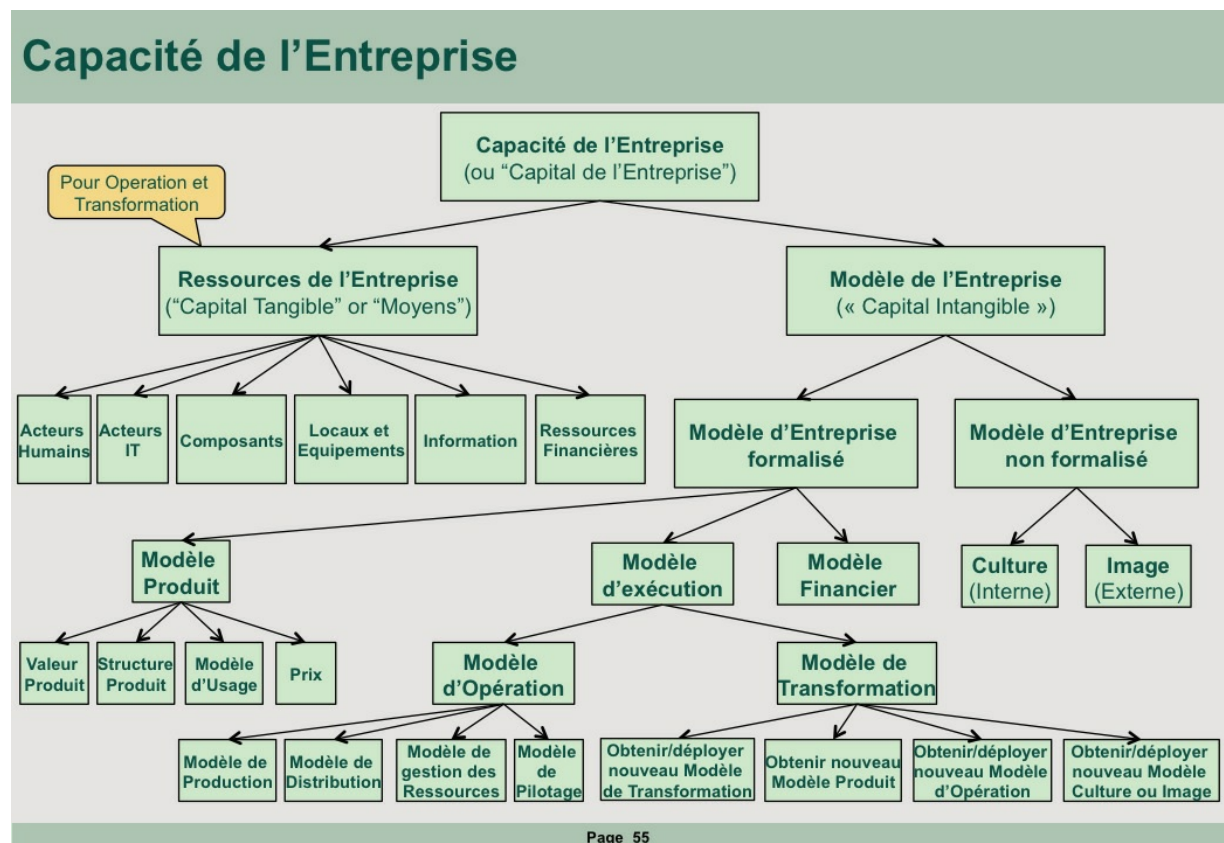 Capacité de l’Entreprise
Capacité de l’Entreprise
(ou “Capital de l’Entreprise”)
Pour Operation et
Transformation
Ressources de l’Entreprise
(“Capital Tangible” or “Moyens”)
Modèle de l’Entreprise
(« Capital Intangible »)
Acteurs
Humains
Acteurs
IT
Composants
Locaux et
Equipements
Information
Ressources
Financières
Modèle d’Entreprise
formalisé
Modèle d’Entreprise
non formalisé
Modèle
Produit
Modèle
d’exécution
Modèle
Financier
Culture
(Interne)
Image
(Externe)
Valeur
Produit
Structure
Produit
Modèle
d’Usage
Prix
Modèle
d’Opération
Modèle de
Transformation
Modèle de
Production
Modèle de
Distribution
Modèle de
gestion des
Ressources
Modèle
de
Pilotage
Obtenir/déployer
nouveau Modèle
de Transformation
Obtenir nouveau
Modèle Produit
Obtenir/déployer
nouveau Modèle
d’Opération
Obtenir/déployer
nouveau Modèle
Culture ou Image
Page 55